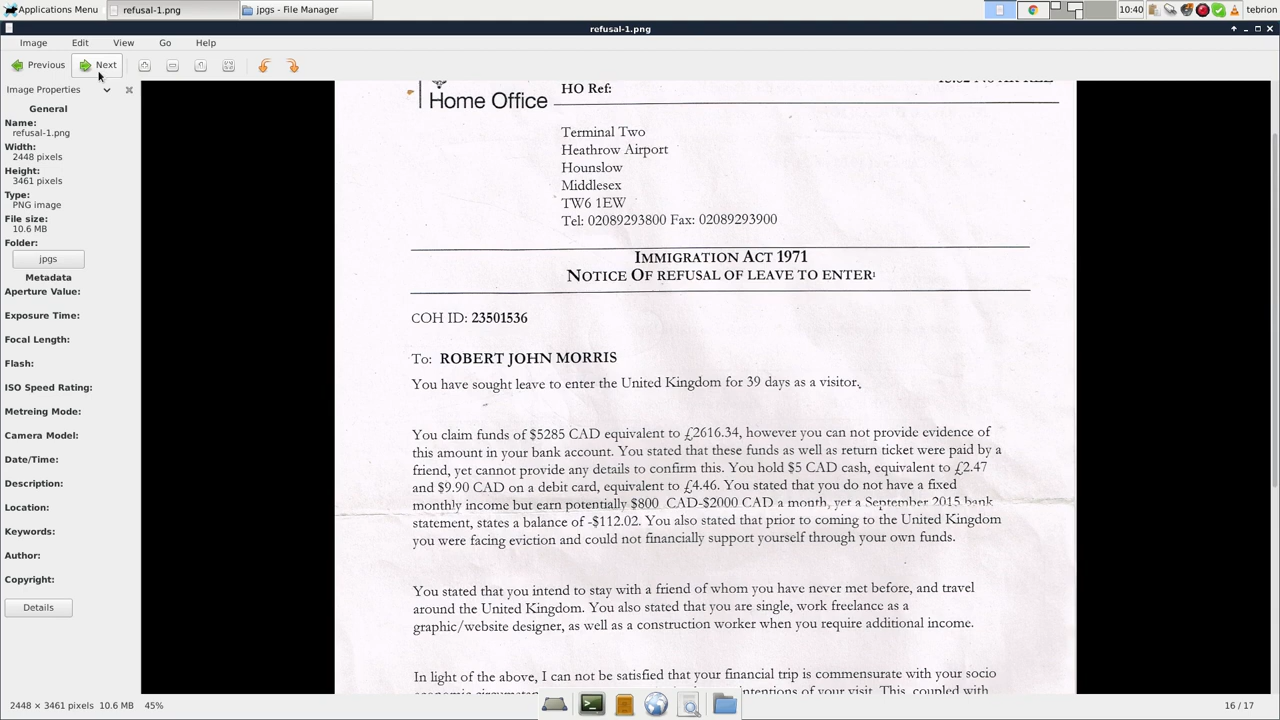 Applications Menu
refusal-1.png
jpgs - File Manager
10:40
tebrion
refusal-1.png
Image
Edit
View
Go
Help
Previous
Next
Image Properties
General
Name:
refusal-1.png
Width:
2448 pixels
Height:
3461 pixels
Type:
PNG image
File size:
10.6 MB
Folder:
jpgs
Metadata
Aperture Value:
Exposure Time:
Focal Length:
Flash:
ISO Speed Rating:
Metreing Mode:
Camera Model:
Date/Time:
Description:
Location:
Keywords:
Author:
Copyright:
Details
Home Office
HO Ref:
Terminal Two
Heathrow Airport
Hounslow
Middlesex
TW6 1EW
Tel: 02089293800 Fax: 02089293900
IMMIGRATION ACT 1971
NOTICE OF REFUSAL OF LEAVE TO ENTER:
COH ID: 23501536
To: ROBERT JOHN MORRIS
You have sought leave to enter the United Kingdom for 39 days as a visitor.
You claim funds of $5285 CAD equivalent to £2616.34, however you can not provide evidence of
this amount in your bank account. You stated that these funds as well as return ticket were paid by a
friend, yet cannot provide any details to confirm this. You hold $5 CAD cash, equivalent to £2.47
and $9.90 CAD on a debit card, equivalent to £4.46. You stated that you do not have a fixed
monthly income but earn potentially $800 CAD-$2000 CAD a month, yet a September 2015 bank
statement, states a balance of -$112.02. You also stated that prior to coming to the United Kingdom
you were facing eviction and could not financially support yourself through your own funds.
You stated that you intend to stay with a friend of whom you have never met before, and travel
around the United Kingdom. You also stated that you are single, work freelance as a
graphic/website designer, as well as a construction worker when you require additional income.
In light of the above, I can not be satisfied that your financial trip is commensurate with your socio
intentions of your visit. This, coupled with
2448 × 3461 pixels 10.6 MB 45%
16 / 17